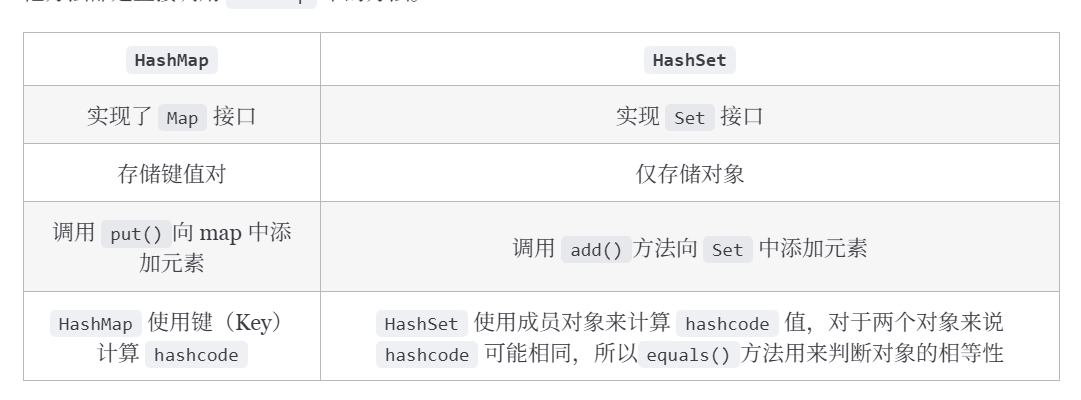 HashMap
HashSet
实现了 Map 接口
实现 Set 接口
存储键值对
仅存储对象
调用 put()向 map 中添
加元素
调用 add()方法向 Set 中添加元素
HashMap 使用键（Key）
计算 hashcode
HashSet 使用成员对象来计算 hashcode 值，对于两个对象来说
hashcode 可能相同，所以equals()方法用来判断对象的相等性